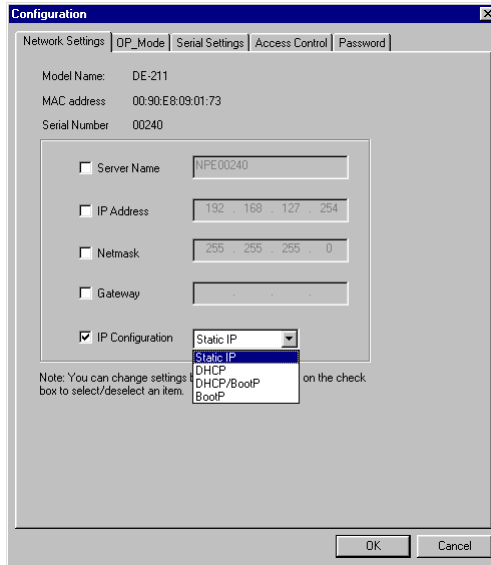 Configuration
Network Settings OP_Mode Serial Settings Access Control Password
Model Name: DE-211
MAC address 00:90:E8:09:01:73
Serial Number 00240
Server Name NPE00240
IP Address 192 . 168 . 127 . 254
Netmask 255 . 255 . 255 . 0
Gateway . . .
IP Configuration Static IP
Static IP
DHCP
DHCP/BootP
BootP
Note: You can change settings on the check
box to select/deselect an item.
OK Cancel